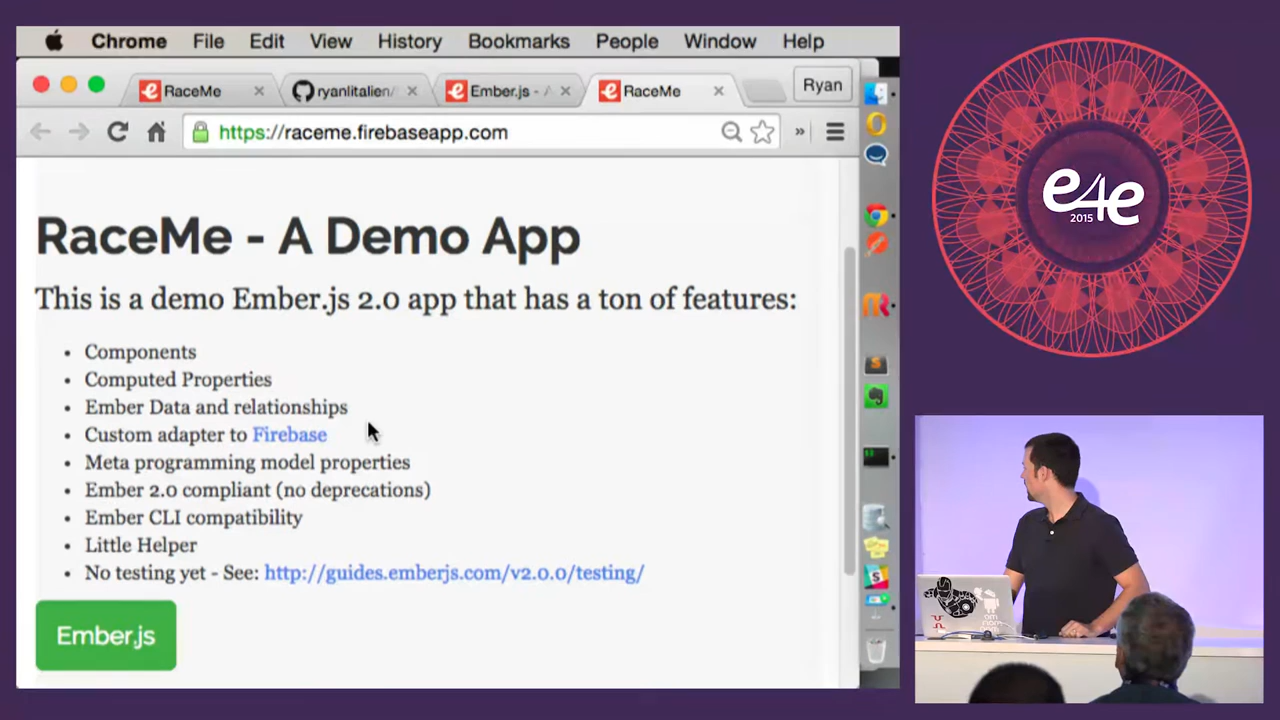 Chrome File Edit View History Bookmarks People Window Help
RaceMe ryanlitalien/ Ember.js - RaceMe Ryan
https://raceme.firebaseapp.com
RaceMe - A Demo App
This is a demo Ember.js 2.0 app that has a ton of features:
• Components
• Computed Properties
• Ember Data and relationships
• Custom adapter to Firebase
• Meta programming model properties
• Ember 2.0 compliant (no deprecations)
• Ember CLI compatibility
• Little Helper
• No testing yet - See: http://guides.emberjs.com/v2.0.0/testing/
Ember.js
e4e
2015
om
nom
nom